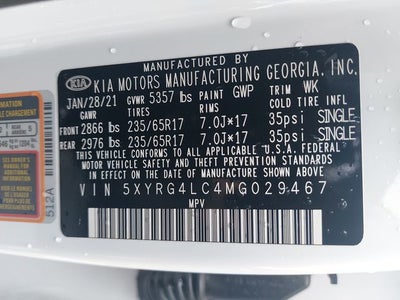 MANUFACTURED BY
KIA KIA MOTORS MANUFACTURING GEORGIA, INC.
JAN/28/21 GVWR 5357 lbs PAINT GWP TRIM WK
GAWR TIRES RIMS COLD TIRE INFL
FRONT 2866 lbs 235/65R17 7.0J×17 35psi SINGLE
REAR 2976 lbs 235/65R17 7.0J×17 35psi SINGLE
THIS VEHICLE CONFORMS TO ALL APPLICABLE U.S.A. FEDERAL
MOTOR VEHICLE SAFETY STANDARDS IN EFFECT ON
THE DATE OF MANUFACTURE SHOWN ABOVE
VIN 5XYRG4LC4MG029467
MPV
512A